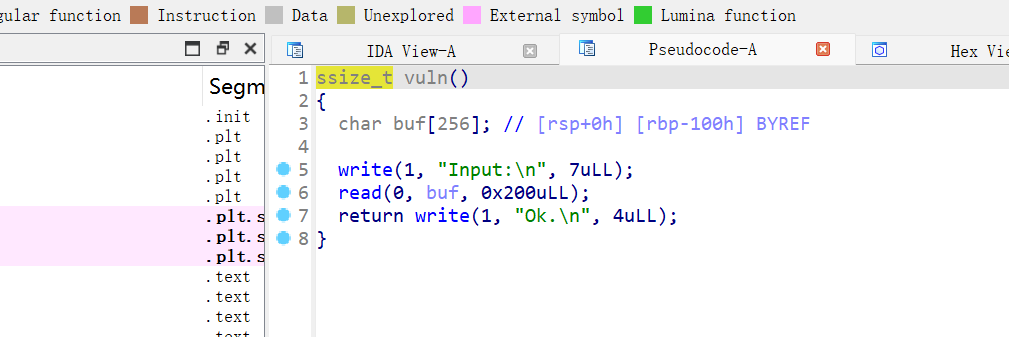 gular function Instruction Data Unexplored External symbol Lumina function
IDA View-A Pseudocode-A Hex Vie
Segm
.init
.plt
.plt
.plt
.plt
.plt.s
.plt.s
.plt.s
.text
.text
.text
.text
1 ssize_t vuln()
2 {
3 char buf[256]; // [rsp+0h] [rbp-100h] BYREF
4
5 write(1, "Input:\n", 7uLL);
6 read(0, buf, 0x200uLL);
7 return write(1, "Ok.\n", 4uLL);
8 }